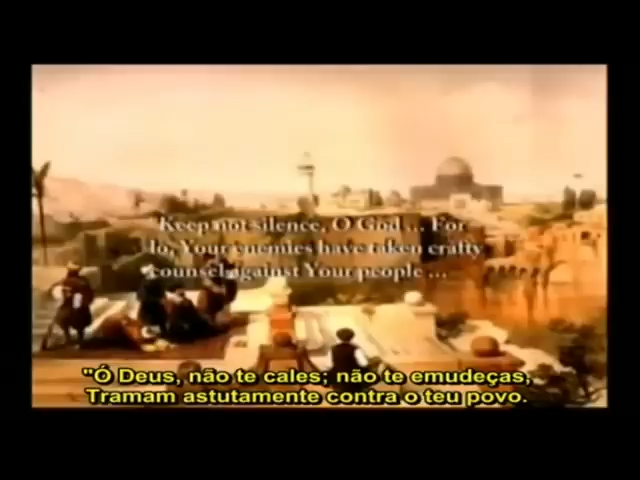 Keep not silence, O God ... For
lo, Your enemies have taken crafty
counsel against Your people ...
"Ó Deus, não te cales; não te emudeças,
Tramam astutamente contra o teu povo.